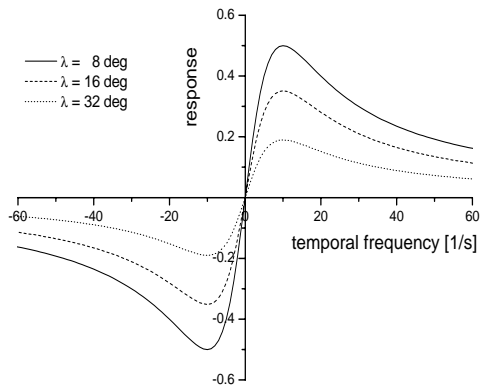 0.6
λ = 8 deg
λ = 16 deg
λ = 32 deg
response
0.4
0.2
-60 -40 -20 0 20 40 60
temporal frequency [1/s]
-0.2
-0.4
-0.6